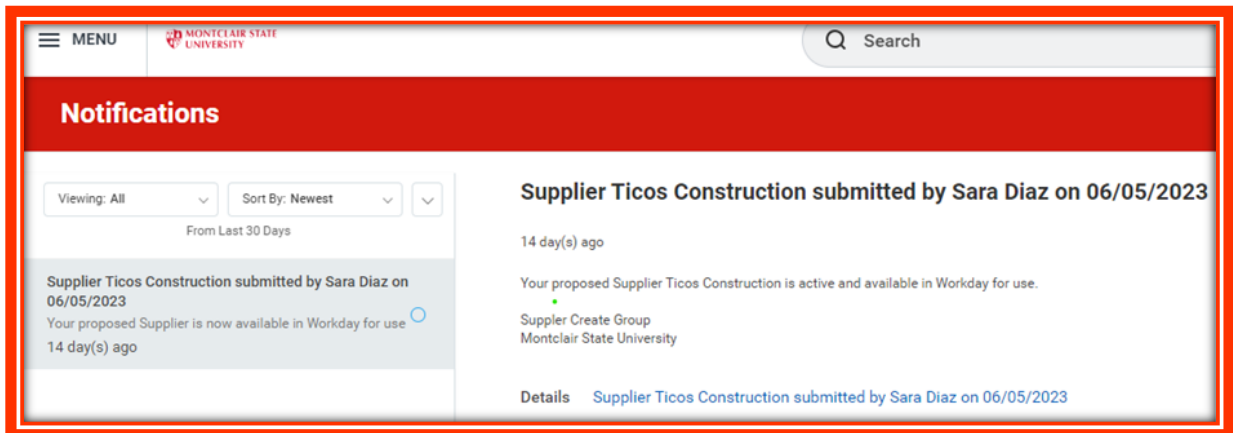 MENU
MONTCLAIR STATE
UNIVERSITY
Search
Notifications
Viewing: All
Sort By: Newest
From Last 30 Days
Supplier Ticos Construction submitted by Sara Diaz on
06/05/2023
Your proposed Supplier is now available in Workday for use
14 day(s) ago
Supplier Ticos Construction submitted by Sara Diaz on 06/05/2023
14 day(s) ago
Your proposed Supplier Ticos Construction is active and available in Workday for use.
Suppler Create Group
Montclair State University
Details Supplier Ticos Construction submitted by Sara Diaz on 06/05/2023